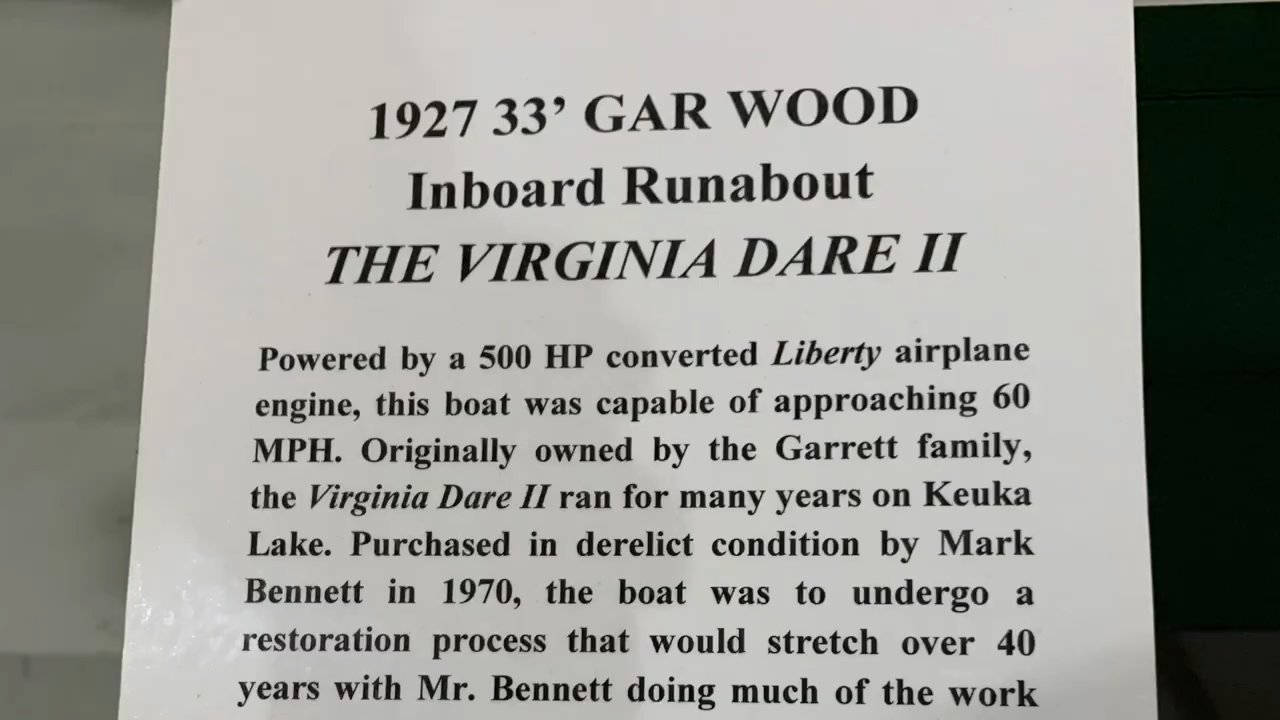 1927 33’ GAR WOOD
Inboard Runabout
THE VIRGINIA DARE II
Powered by a 500 HP converted Liberty airplane
engine, this boat was capable of approaching 60
MPH. Originally owned by the Garrett family,
the Virginia Dare II ran for many years on Keuka
Lake. Purchased in derelict condition by Mark
Bennett in 1970, the boat was to undergo a
restoration process that would stretch over 40
years with Mr. Bennett doing much of the work